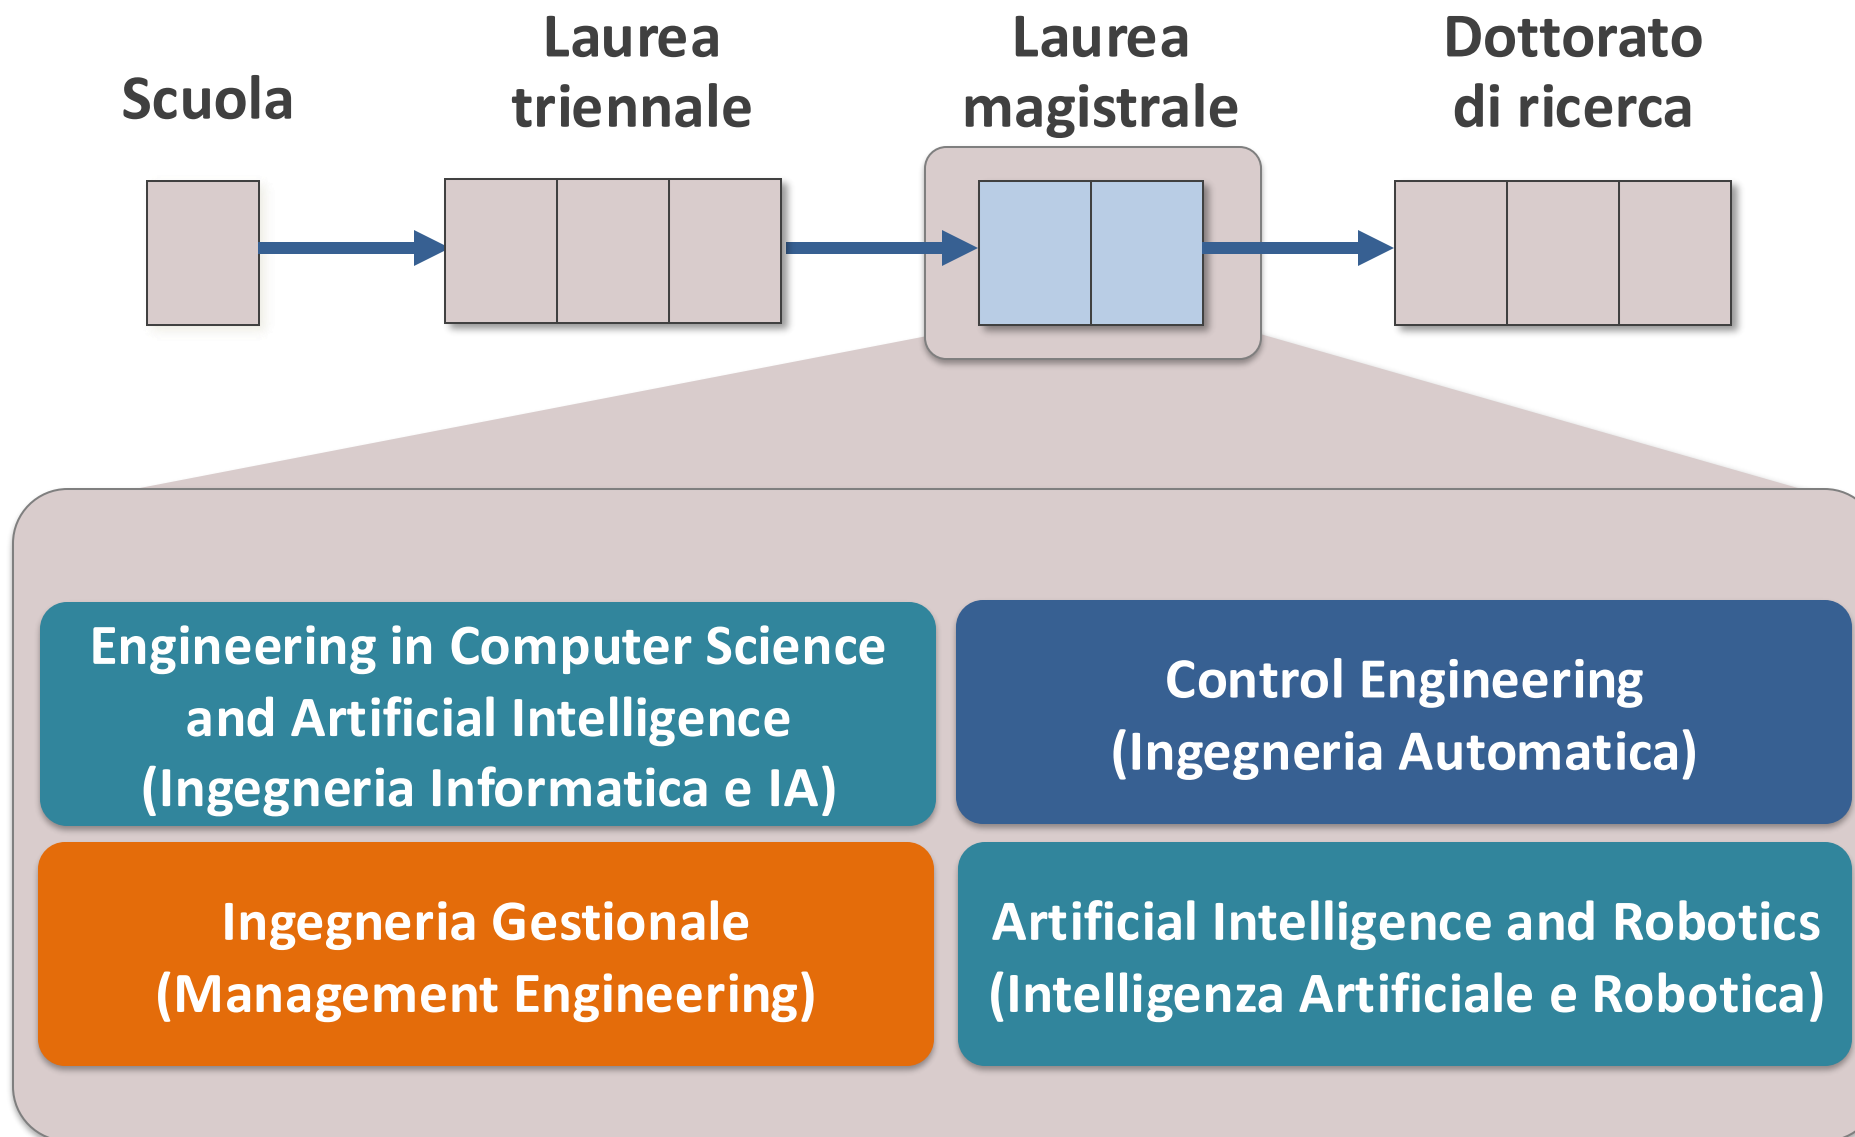 Scuola
Laurea
triennale
Laurea
magistrale
Dottorato
di ricerca
Engineering in Computer Science
and Artificial Intelligence
(Ingegneria Informatica e IA)
Control Engineering
(Ingegneria Automatica)
Ingegneria Gestionale
(Management Engineering)
Artificial Intelligence and Robotics
(Intelligenza Artificiale e Robotica)